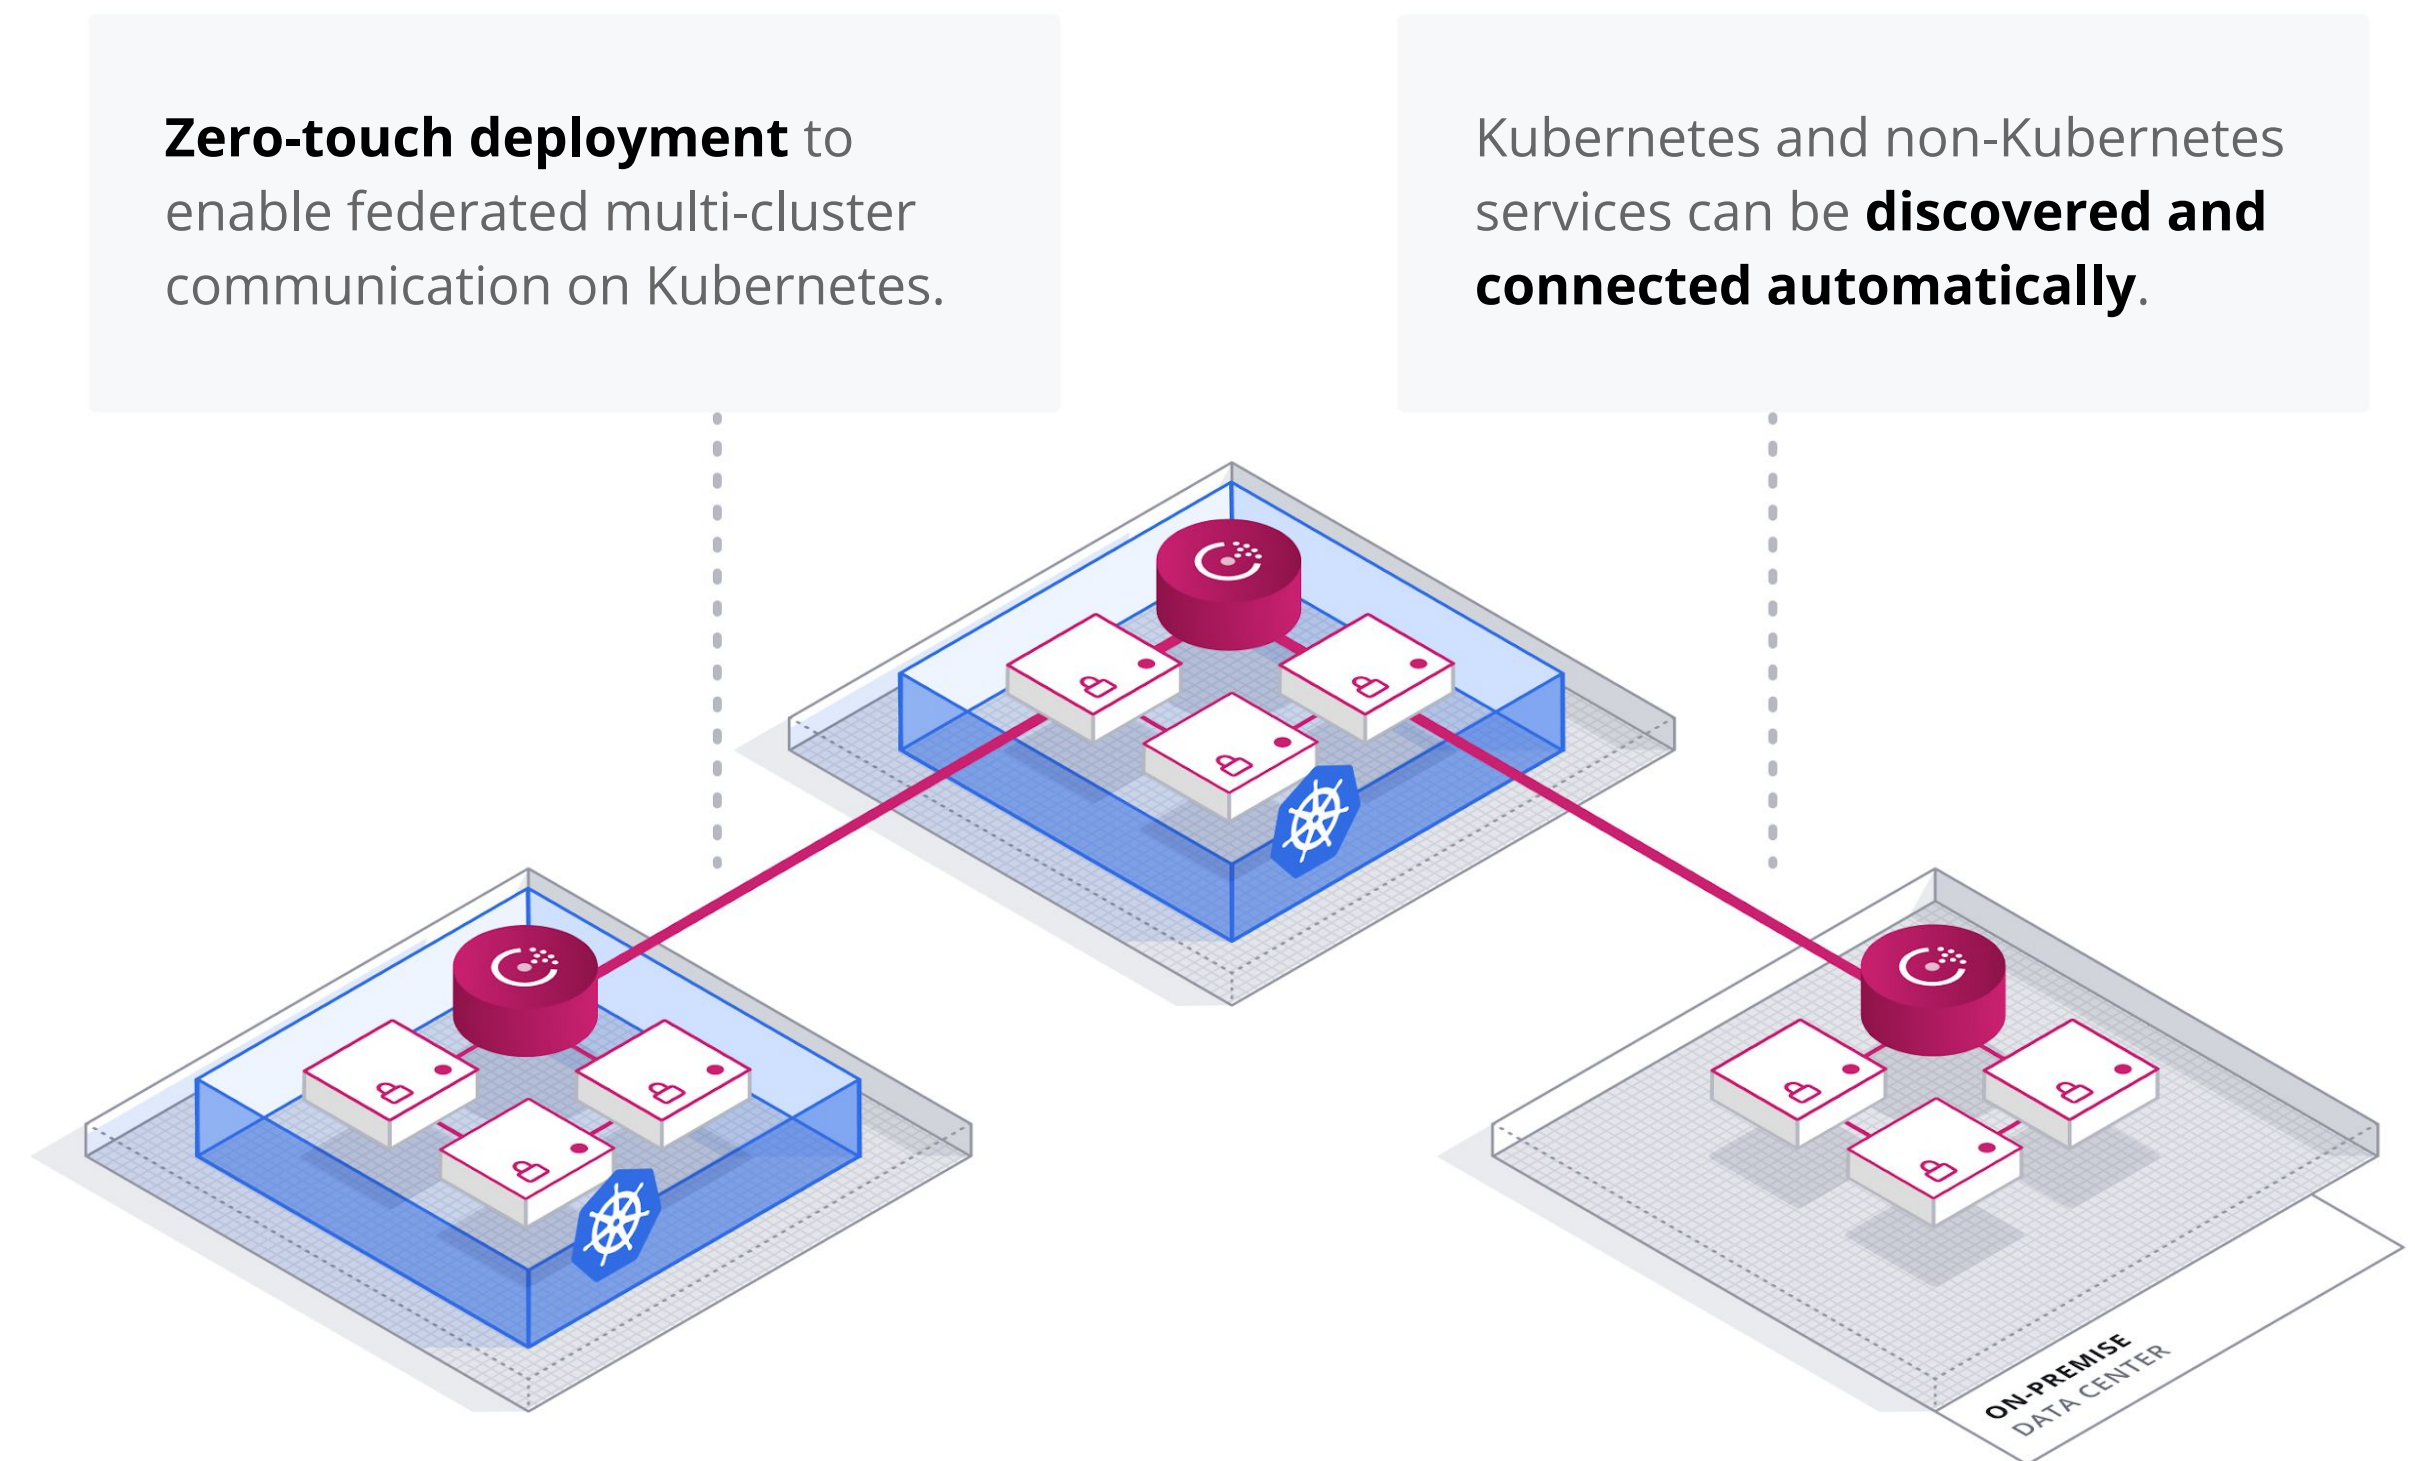 Zero-touch deployment to
enable federated multi-cluster
communication on Kubernetes.
Kubernetes and non-Kubernetes
services can be discovered and
connected automatically.
ON-PREMISE
DATA CENTER